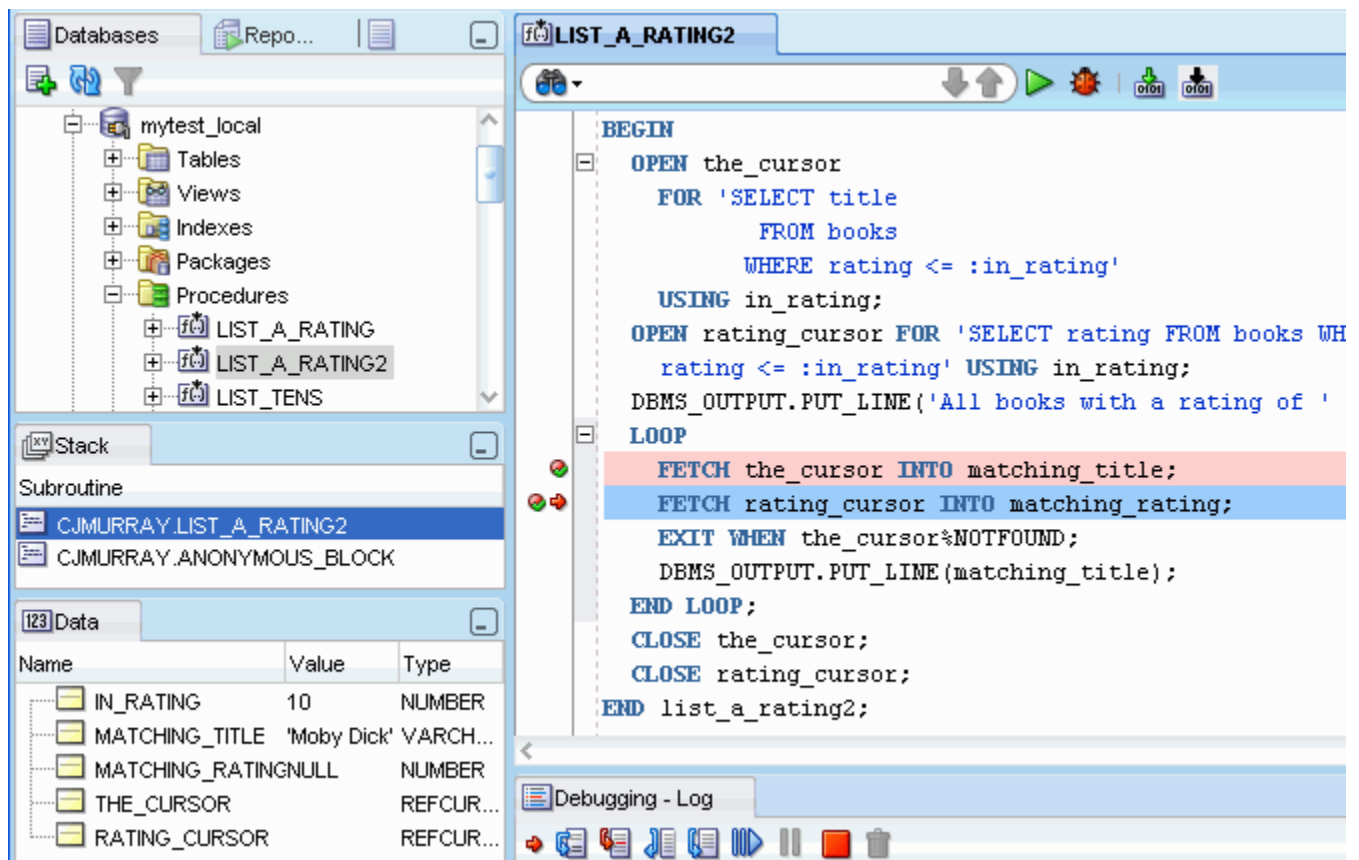 Databases
Repo...
mytest_local
Tables
Views
Indexes
Packages
Procedures
LIST_A_RATING
LIST_A_RATING2
LIST_TENS
Stack
Subroutine
CJMURRAY.LIST_A_RATING2
CJMURRAY.ANONYMOUS_BLOCK
Data
Name Value Type
IN_RATING 10 NUMBER
MATCHING_TITLE 'Moby Dick' VARCH...
MATCHING_RATING NULL NUMBER
THE_CURSOR REFCUR...
RATING_CURSOR REFCUR...
LIST_A_RATING2
BEGIN
OPEN the_cursor
FOR 'SELECT title
FROM books
WHERE rating <= :in_rating'
USING in_rating;
OPEN rating_cursor FOR 'SELECT rating FROM books WH
rating <= :in_rating' USING in_rating;
DBMS_OUTPUT.PUT_LINE('All books with a rating of '
LOOP
FETCH the_cursor INTO matching_title;
FETCH rating_cursor INTO matching_rating;
EXIT WHEN the_cursor%NOTFOUND;
DBMS_OUTPUT.PUT_LINE(matching_title);
END LOOP;
CLOSE the_cursor;
CLOSE rating_cursor;
END list_a_rating2;
Debugging - Log